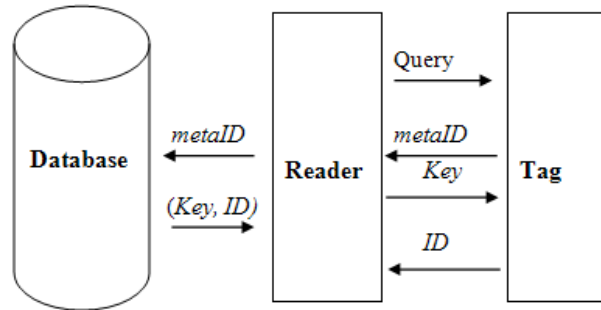 Query
metaID
metaID
Database
Reader
Key
Tag
(Key, ID)
ID